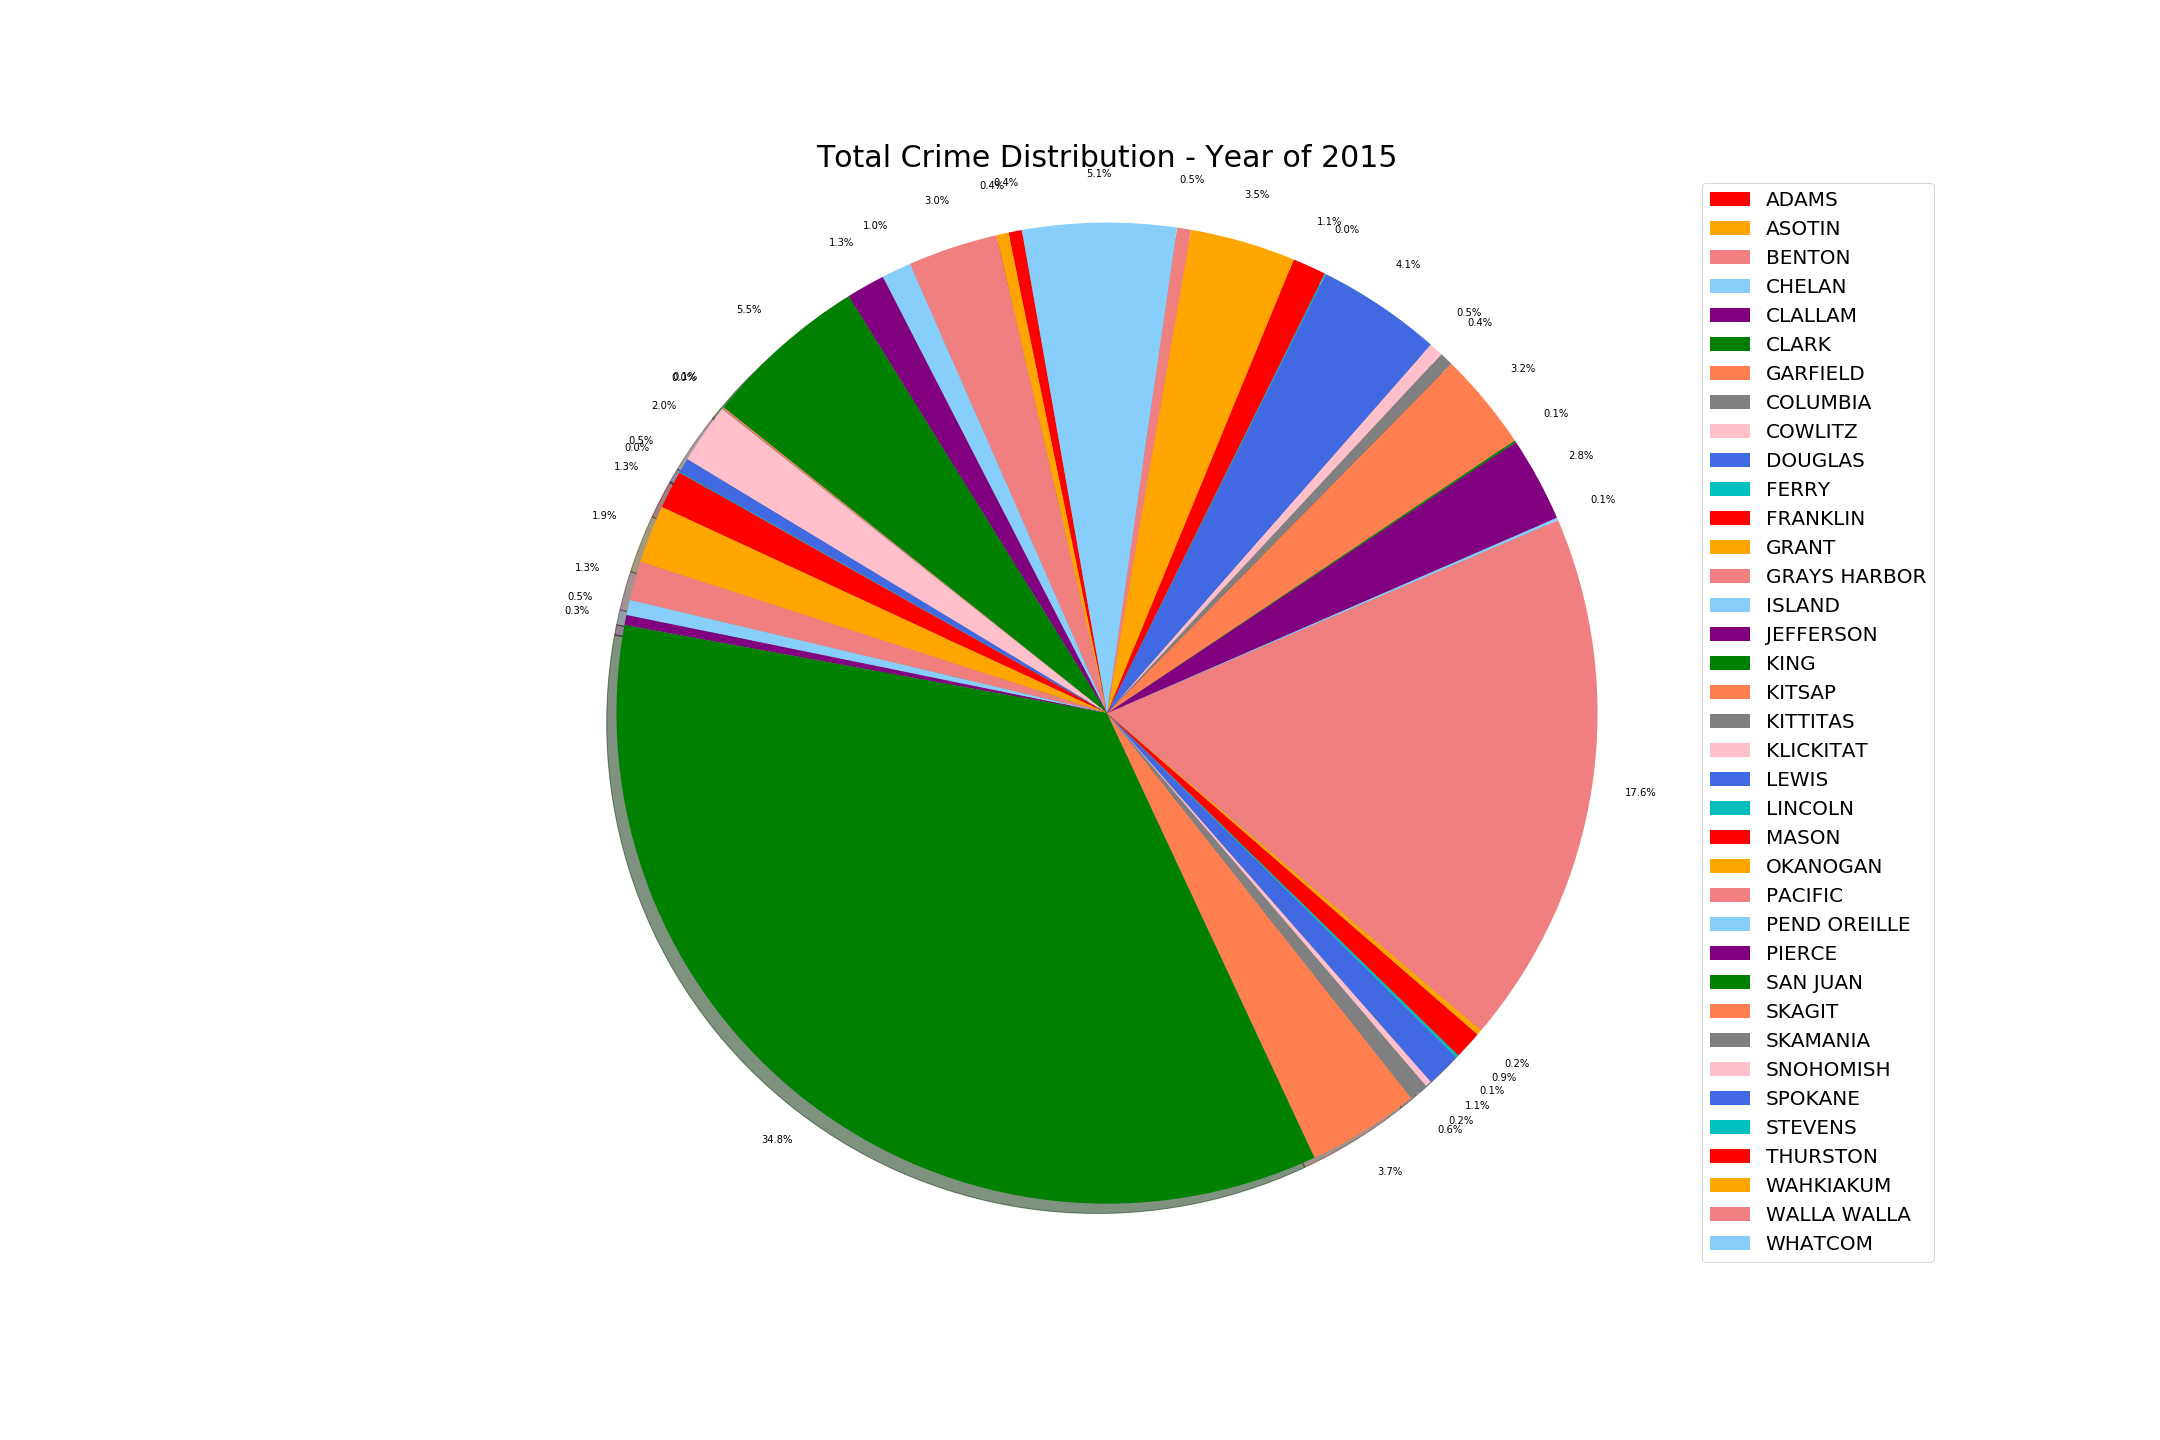 Total Crime Distribution - Year of 2015
5.1%
0.5%
3.5%
1.1%
0.0%
4.1%
0.5%
0.4%
3.2%
0.1%
2.8%
0.1%
17.6%
0.2%
0.9%
0.1%
1.1%
0.2%
0.6%
3.7%
34.8%
0.3%
0.5%
1.3%
1.9%
1.3%
0.0%
0.5%
2.0%
0.0%
0.1%
5.5%
1.3%
1.0%
3.0%
0.4%
0.4%
ADAMS
ASOTIN
BENTON
CHELAN
CLALLAM
CLARK
GARFIELD
COLUMBIA
COWLITZ
DOUGLAS
FERRY
FRANKLIN
GRANT
GRAYS HARBOR
ISLAND
JEFFERSON
KING
KITSAP
KITTITAS
KLICKITAT
LEWIS
LINCOLN
MASON
OKANOGAN
PACIFIC
PEND OREILLE
PIERCE
SAN JUAN
SKAGIT
SKAMANIA
SNOHOMISH
SPOKANE
STEVENS
THURSTON
WAHKIAKUM
WALLA WALLA
WHATCOM